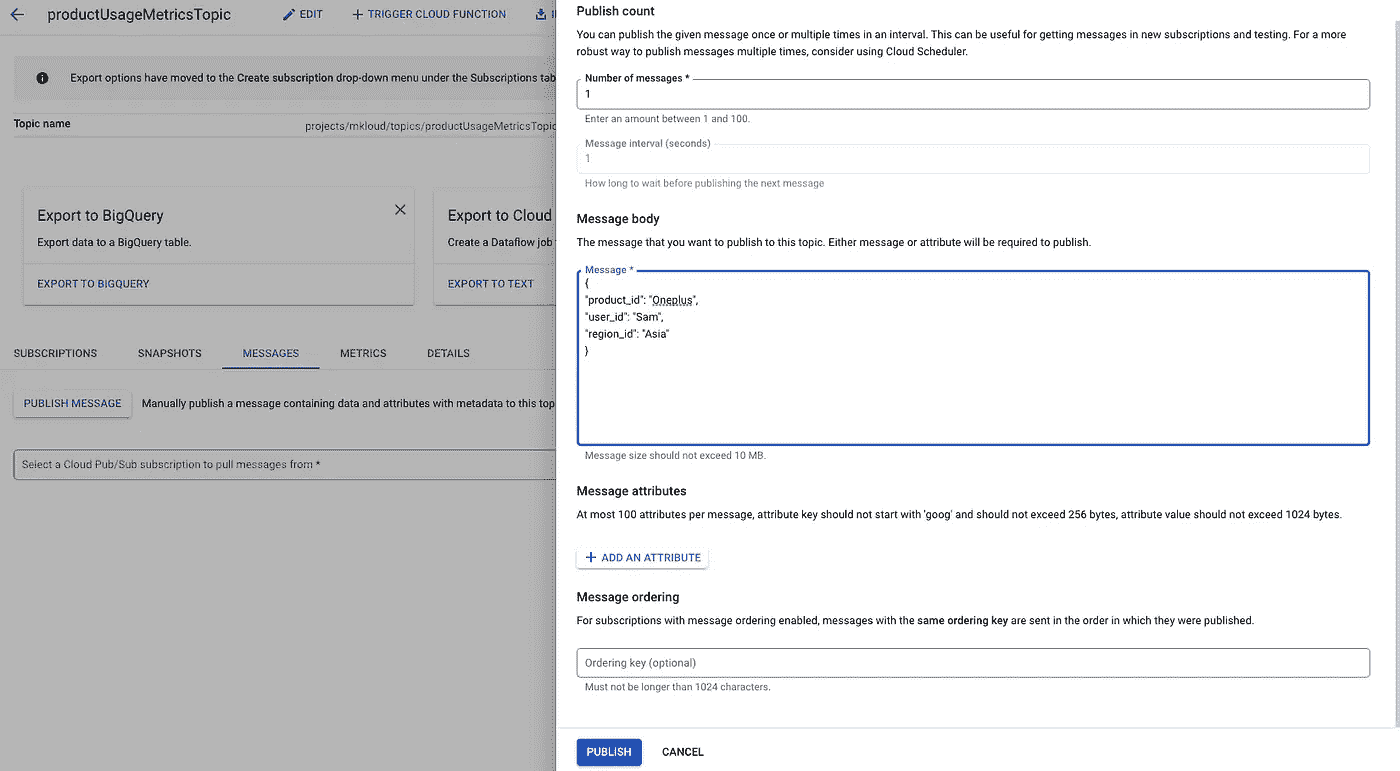 productUsageMetricsTopic
EDIT
TRIGGER CLOUD FUNCTION
Export options have moved to the Create subscription drop-down menu under the Subscriptions tab
Topic name
projects/mkloud/topics/productUsageMetricsTopic
Export to BigQuery
Export data to a BigQuery table.
EXPORT TO BIGQUERY
Export to Cloud
Create a Dataflow job
EXPORT TO TEXT
SUBSCRIPTIONS
SNAPSHOTS
MESSAGES
METRICS
DETAILS
PUBLISH MESSAGE
Manually publish a message containing data and attributes with metadata to this top
Select a Cloud Pub/Sub subscription to pull messages from *
Publish count
You can publish the given message once or multiple times in an interval. This can be useful for getting messages in new subscriptions and testing. For a more
robust way to publish messages multiple times, consider using Cloud Scheduler.
Number of messages *
1
Enter an amount between 1 and 100.
Message interval (seconds)
1
How long to wait before publishing the next message
Message body
The message that you want to publish to this topic. Either message or attribute will be required to publish.
Message *
{
"product_id": "Oneplus",
"user_id": "Sam",
"region_id": "Asia"
}
Message size should not exceed 10 MB.
Message attributes
At most 100 attributes per message, attribute key should not start with 'goog' and should not exceed 256 bytes, attribute value should not exceed 1024 bytes.
ADD AN ATTRIBUTE
Message ordering
For subscriptions with message ordering enabled, messages with the same ordering key are sent in the order in which they were published.
Ordering key (optional)
Must not be longer than 1024 characters.
PUBLISH
CANCEL